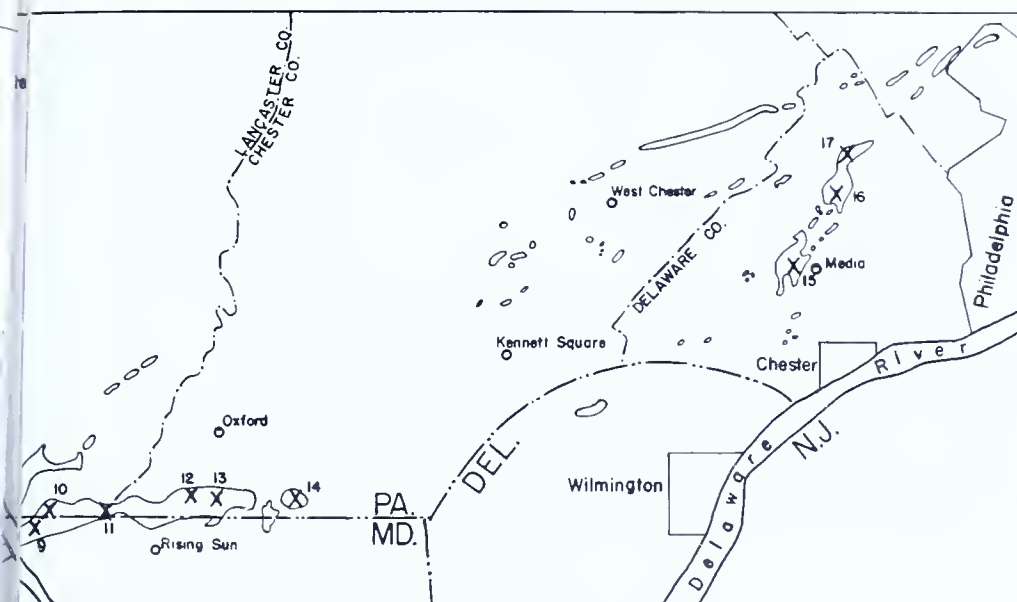 LANCASTER CO.
CHESTER CO.
17
West Chester
16
DELAWARE CO.
Philadelphia
Media
15
Kennett Square
Chester
River
Oxford
DEL.
N.J.
Delaware
Wilmington
12 13
14
10
11
PA.
MD.
9
Rising Sun